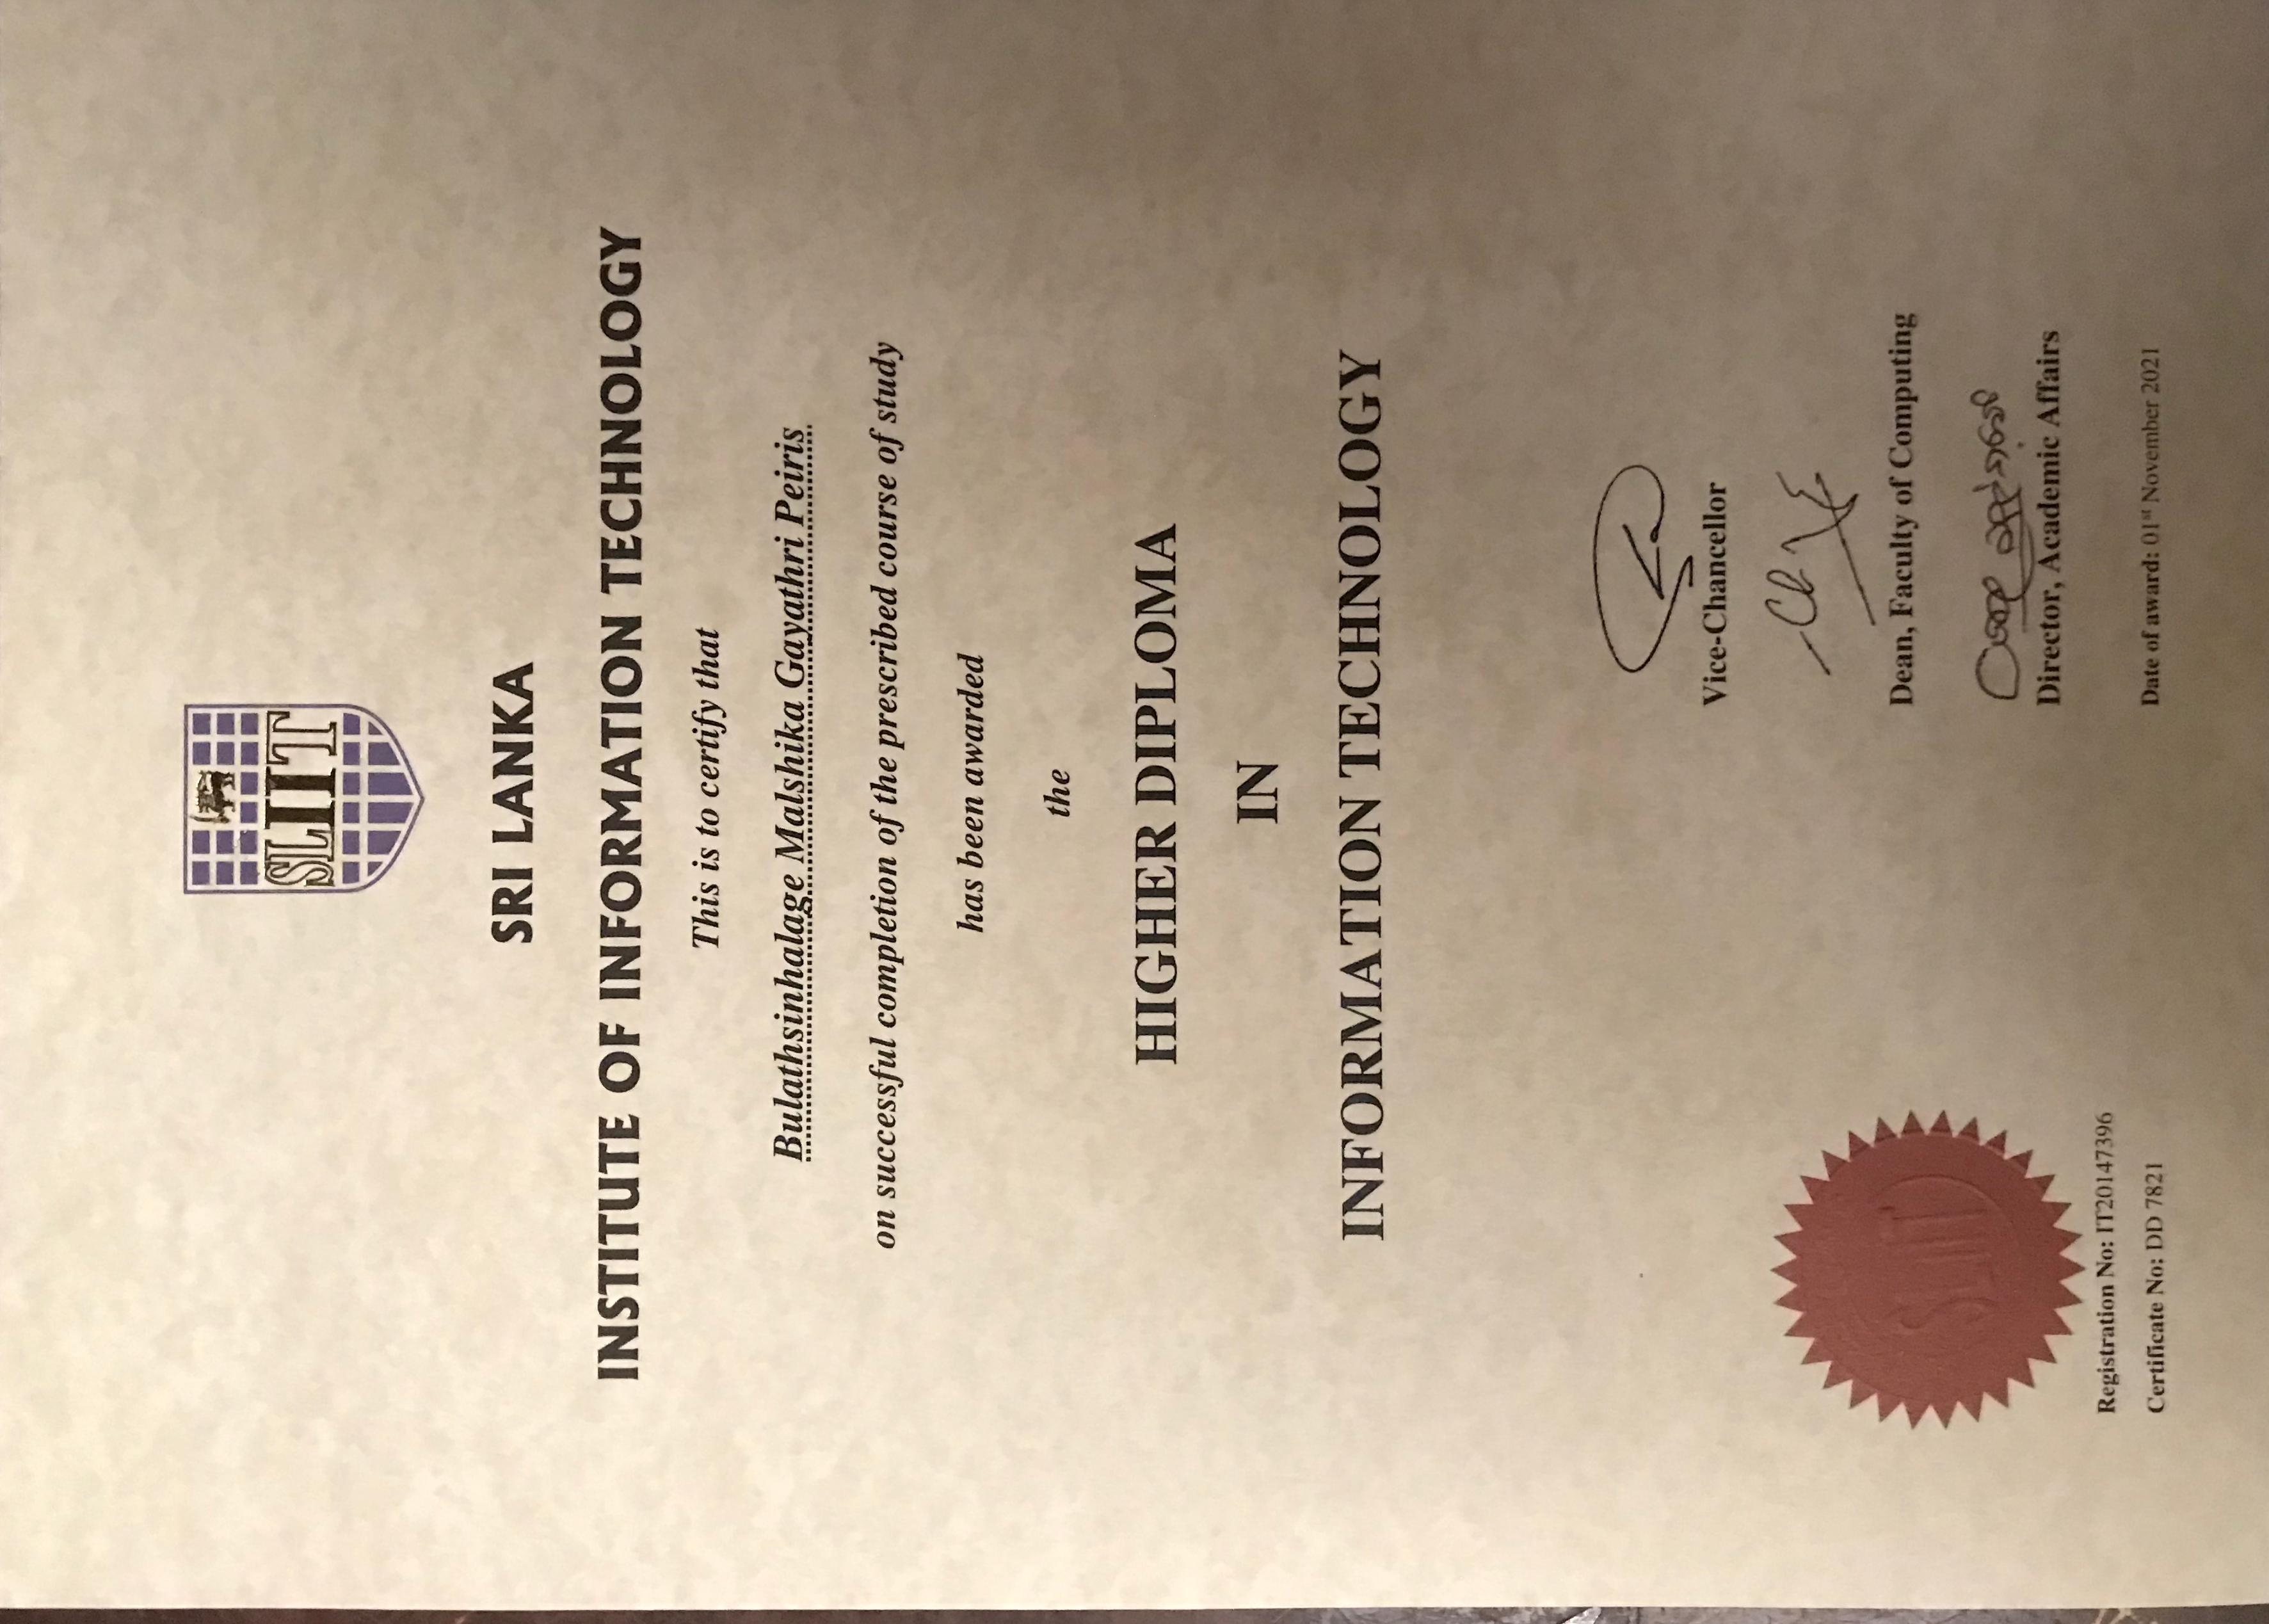 SLIIT
SRI LANKA
INSTITUTE OF INFORMATION TECHNOLOGY
This is to certify that
Bulathsinhalage Malshika Gayathri Peiris
on successful completion of the prescribed course of study
has been awarded
the
HIGHER DIPLOMA
IN
INFORMATION TECHNOLOGY
Vice-Chancellor
Dean, Faculty of Computing
Director, Academic Affairs
SLIIT
Registration No: IT20147396
Certificate No: DD 7821
Date of award: 01st November 2021